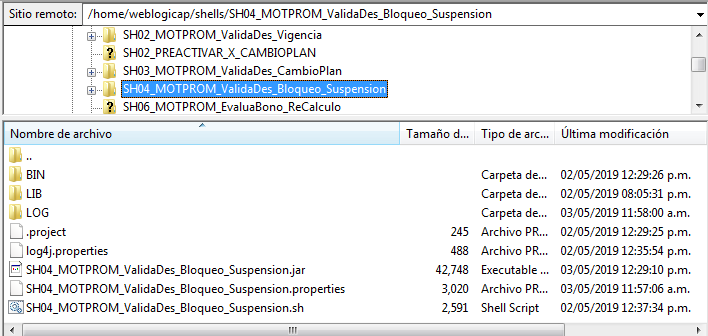 Sitio remoto: /home/weblogicap/shells/SH04_MOTPROM_ValidaDes_Bloqueo_Suspension
SH02_MOTPROM_ValidaDes_Vigencia
SH02_PREACTIVAR_X_CAMBIOPLAN
SH03_MOTPROM_ValidaDes_CambioPlan
SH04_MOTPROM_ValidaDes_Bloqueo_Suspension
SH06_MOTPROM_EvaluaBono_ReCalculo
Nombre de archivo Tamaño d... Tipo de arc... Última modificación
..
BIN Carpeta de... 02/05/2019 12:29:26 p.m.
LIB Carpeta de... 02/05/2019 08:05:31 p.m.
LOG Carpeta de... 03/05/2019 11:58:00 a.m.
.project 245 Archivo PR... 02/05/2019 12:29:25 p.m.
log4j.properties 488 Archivo PR... 02/05/2019 12:35:54 p.m.
SH04_MOTPROM_ValidaDes_Bloqueo_Suspension.jar 42,748 Executable ... 03/05/2019 12:29:10 p.m.
SH04_MOTPROM_ValidaDes_Bloqueo_Suspension.properties 3,020 Archivo PR... 03/05/2019 11:57:06 a.m.
SH04_MOTPROM_ValidaDes_Bloqueo_Suspension.sh 2,591 Shell Script 02/05/2019 12:37:34 p.m.